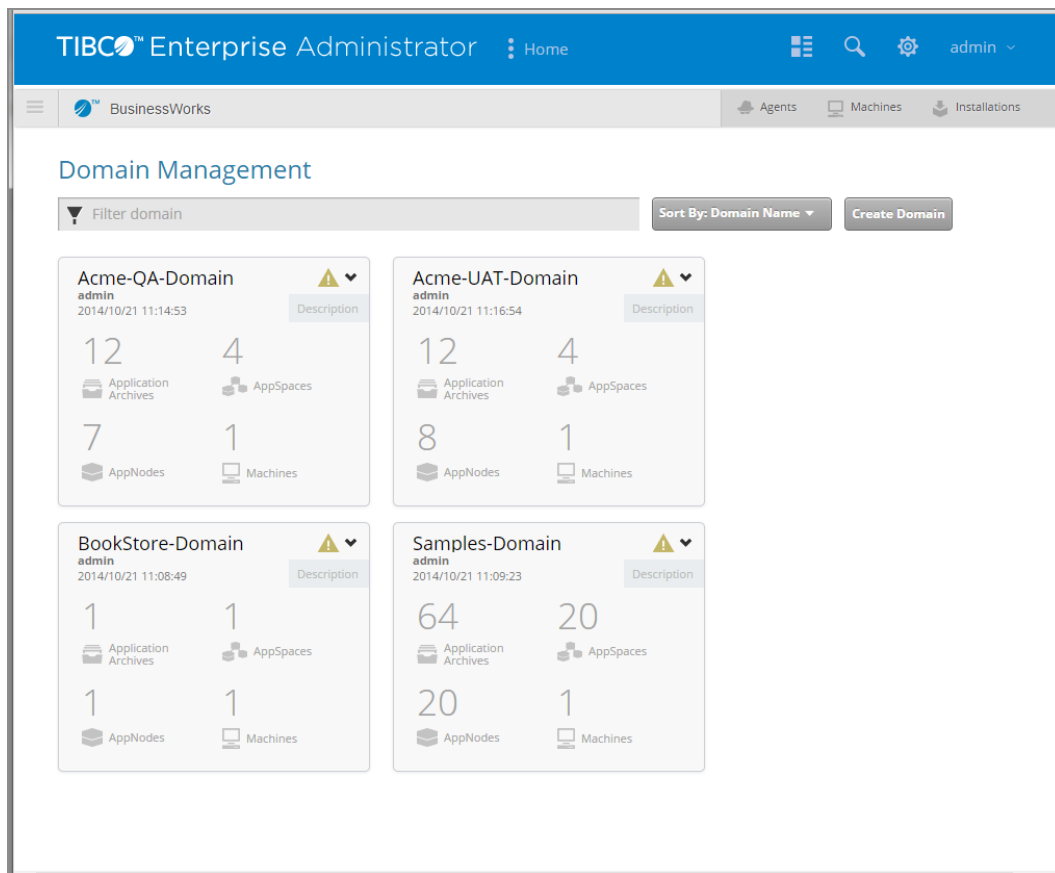 TIBCO™ Enterprise Administrator Home admin
TM BusinessWorks Agents Machines Installations
Domain Management
Filter domain Sort By: Domain Name Create Domain
Acme-QA-Domain
admin
2014/10/21 11:14:53 Description
12 4
Application Archives AppSpaces
7 1
AppNodes Machines
Acme-UAT-Domain
admin
2014/10/21 11:16:54 Description
12 4
Application Archives AppSpaces
8 1
AppNodes Machines
BookStore-Domain
admin
2014/10/21 11:08:49 Description
1 1
Application Archives AppSpaces
1 1
AppNodes Machines
Samples-Domain
admin
2014/10/21 11:09:23 Description
64 20
Application Archives AppSpaces
20 1
AppNodes Machines